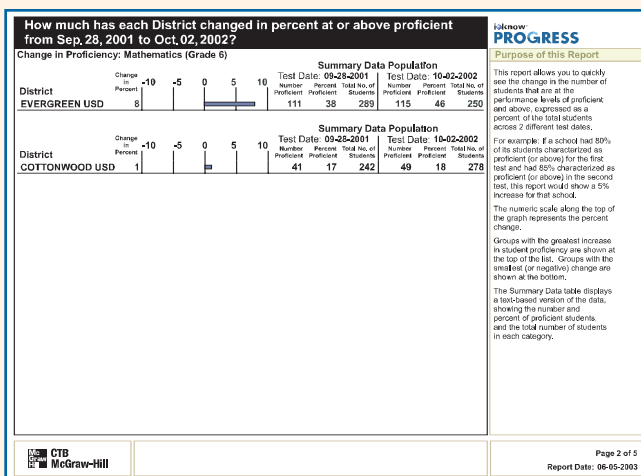 How much has each District changed in percent at or above proficient
from Sep. 28, 2001 to Oct. 02, 2002?
Change in Proficiency: Mathematics (Grade 6)
Summary Data Population
Change in Percent -10 -5 0 5 10 Test Date: 09-28-2001 Test Date: 10-02-2002
District Number Proficient Percent Proficient Total No. of Students Number Proficient Percent Proficient Total No. of Students
EVERGREEN USD 8 111 38 289 115 46 250
Summary Data Population
Change in Percent -10 -5 0 5 10 Test Date: 09-28-2001 Test Date: 10-02-2002
District Number Proficient Percent Proficient Total No. of Students Number Proficient Percent Proficient Total No. of Students
COTTONWOOD USD 1 41 17 242 49 18 278
i-know
PROGRESS
Purpose of this Report
This report allows you to quickly
see the change in the number of
students that are at the
performance levels of proficient
and above, expressed as a
percent of the total students
across 2 different test dates.
For example: If a school had 80%
of its students characterized as
proficient (or above) for the first
test and had 85% characterized as
proficient (or above) in the second
test, this report would show a 5%
increase for that school.
The numeric scale along the top of
the graph represents the percent
change.
Groups with the greatest increase
in student proficiency are shown at
the top of the list. Groups with the
smallest (or negative) change are
shown at the bottom.
The Summary Data table displays
a text-based version of the data,
showing the number and
percent of proficient students,
and the total number of students
in each category.
Mc Graw Hill CTB
McGraw-Hill
Page 2 of 5
Report Date: 06-05-2003